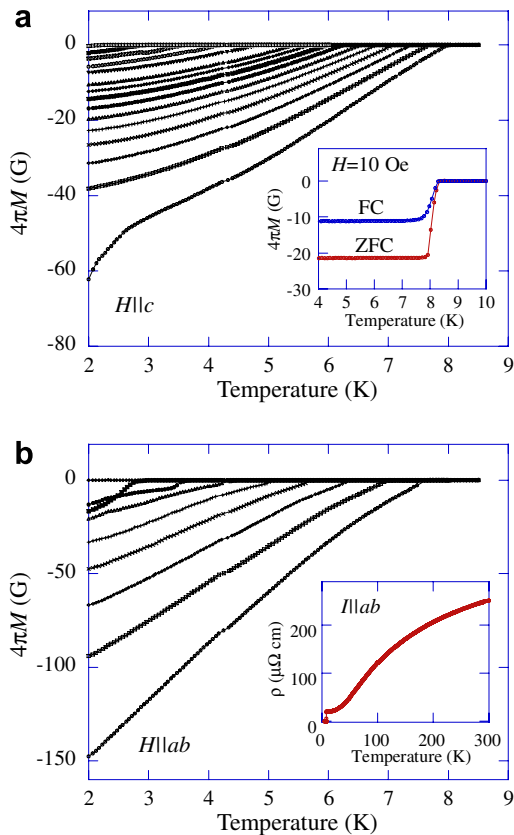 a
0
-20
-40
-60
-80
4πM (G)
H||c
2 3 4 5 6 7 8 9
Temperature (K)
H=10 Oe
0
-10
-20
-30
4πM (G)
FC
ZFC
4 5 6 7 8 9 10
Temperature (K)
b
0
-50
-100
-150
4πM (G)
H||ab
2 3 4 5 6 7 8 9
Temperature (K)
I||ab
200
100
0
ρ (μΩ cm)
0 100 200 300
Temperature (K)